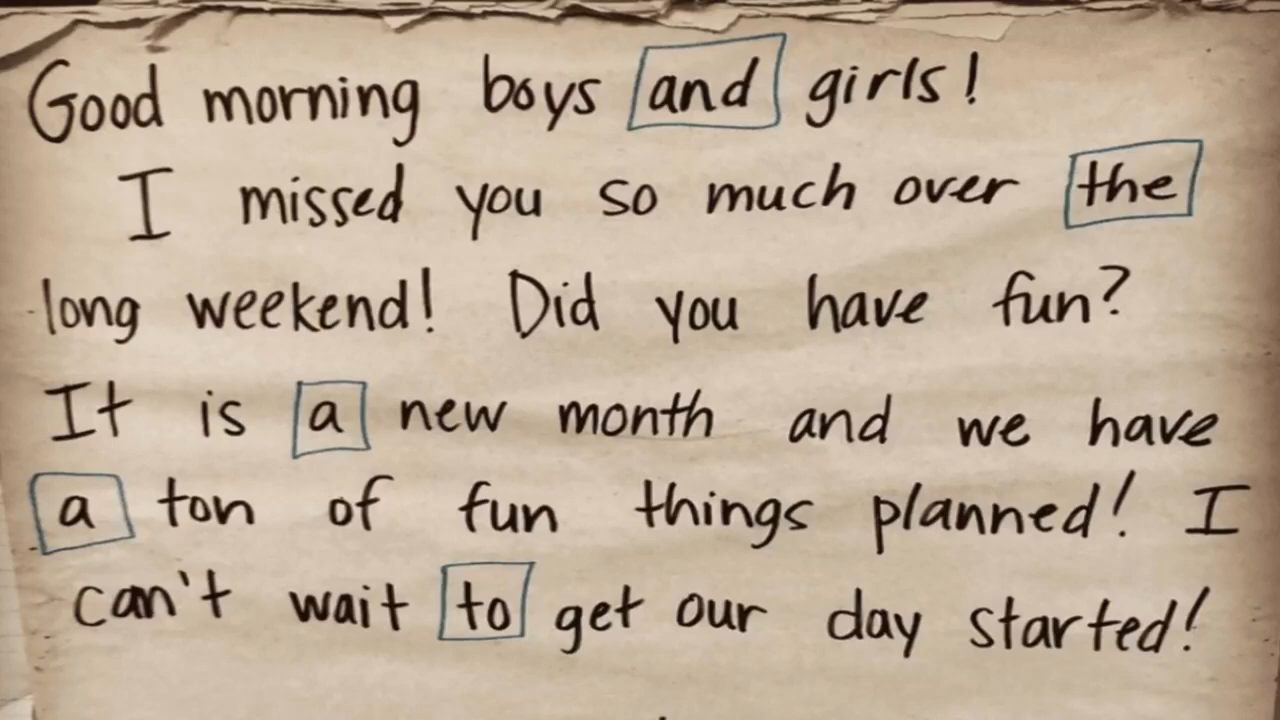 Good morning boys and girls!
I missed you so much over the
long weekend! Did you have fun?
It is a new month and we have
a ton of fun things planned! I
can't wait to get our day started!